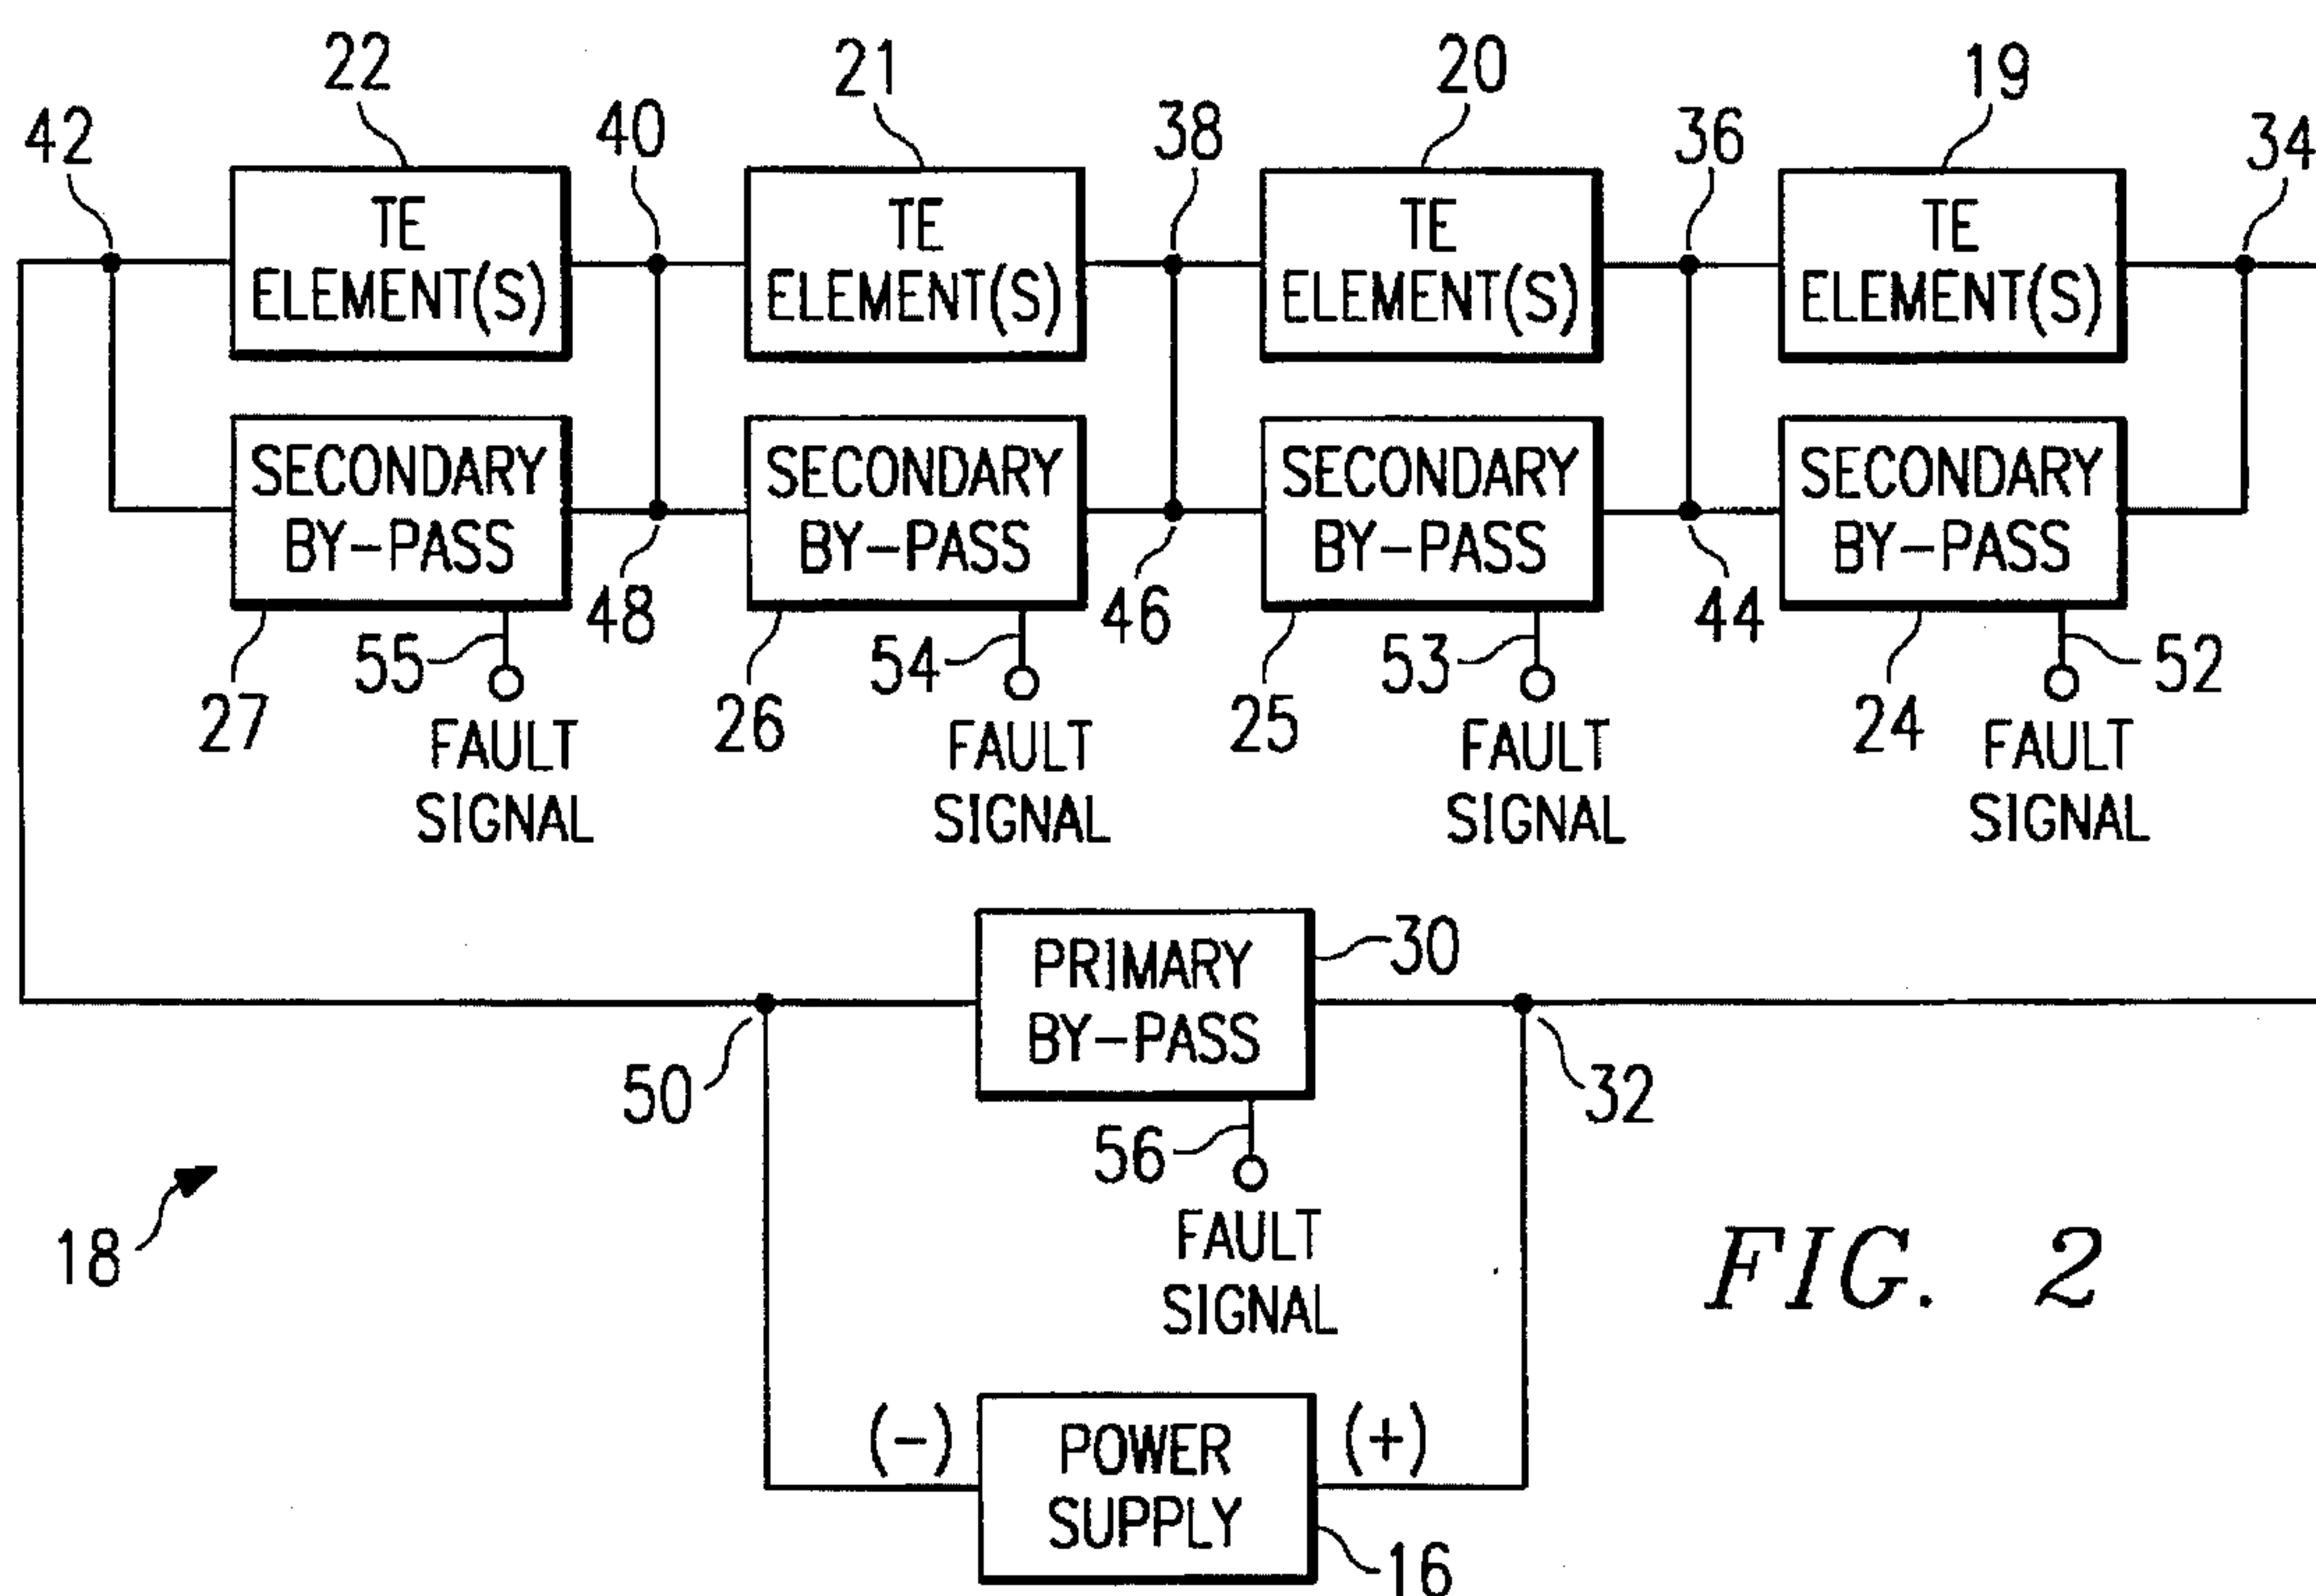 22
21
20
19
42
40
38
36
34
TE
ELEMENT(S)
TE
ELEMENT(S)
TE
ELEMENT(S)
TE
ELEMENT(S)
SECONDARY
BY-PASS
SECONDARY
BY-PASS
SECONDARY
BY-PASS
SECONDARY
BY-PASS
48
46
44
55
54
53
52
27
26
25
24
FAULT
SIGNAL
FAULT
SIGNAL
FAULT
SIGNAL
FAULT
SIGNAL
PRIMARY
BY-PASS
30
50
32
56
FAULT
SIGNAL
18
FIG. 2
(-)
POWER
SUPPLY
(+)
16